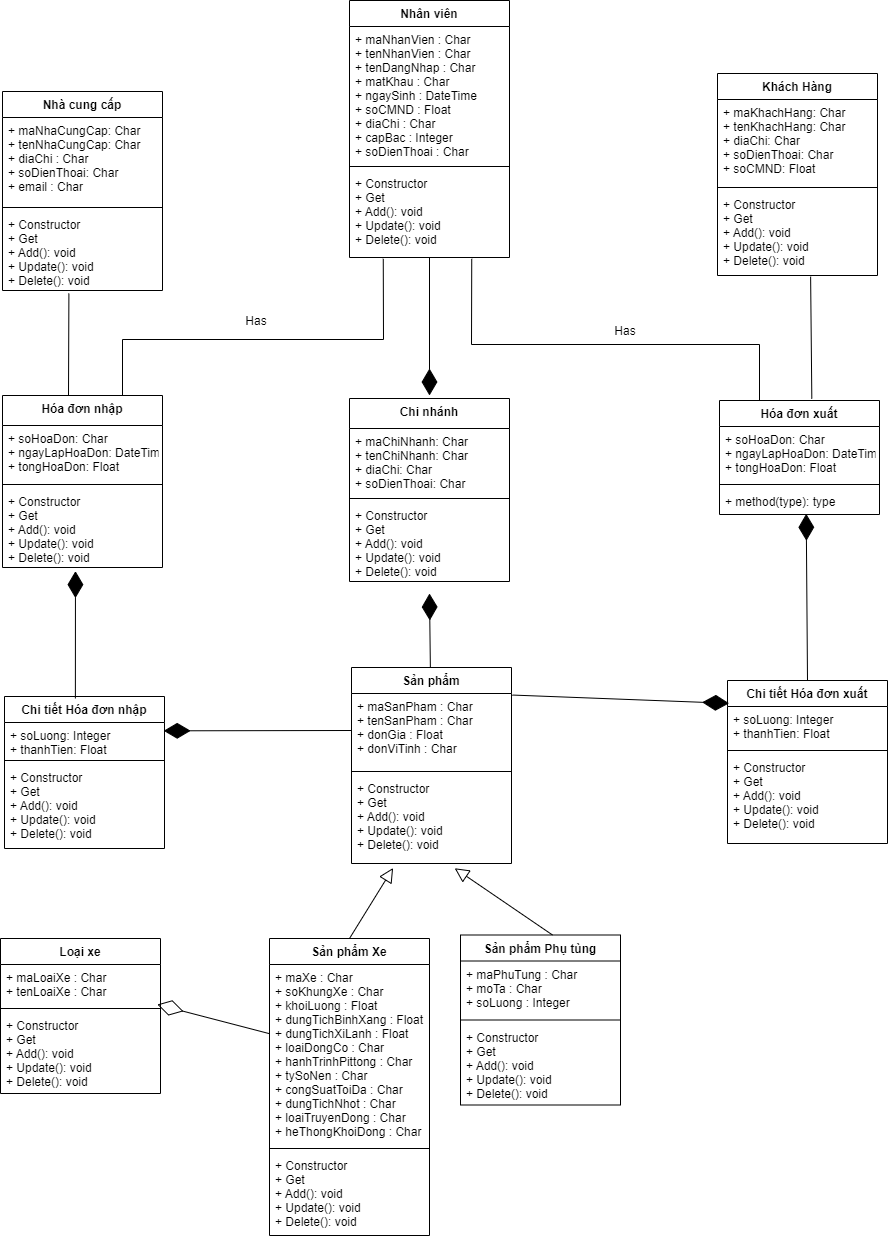 Nhân viên
+ maNhanVien : Char
+ tenNhanVien : Char
+ tenDangNhap : Char
+ matKhau : Char
+ ngaySinh : DateTime
+ soCMND : Float
+ diaChi : Char
+ capBac : Integer
+ soDienThoai : Char
+ Constructor
+ Get
+ Add(): void
+ Update(): void
+ Delete(): void
Nhà cung cấp
+ maNhaCungCap: Char
+ tenNhaCungCap: Char
+ diaChi : Char
+ soDienThoai: Char
+ email : Char
+ Constructor
+ Get
+ Add(): void
+ Update(): void
+ Delete(): void
Khách Hàng
+ maKhachHang: Char
+ tenKhachHang: Char
+ diaChi: Char
+ soDienThoai: Char
+ soCMND: Float
+ Constructor
+ Get
+ Add(): void
+ Update(): void
+ Delete(): void
Has
Has
Hóa đơn nhập
+ soHoaDon: Char
+ ngayLapHoaDon: DateTim
+ tongHoaDon: Float
+ Constructor
+ Get
+ Add(): void
+ Update(): void
+ Delete(): void
Chi nhánh
+ maChiNhanh: Char
+ tenChiNhanh: Char
+ diaChi: Char
+ soDienThoai: Char
+ Constructor
+ Get
+ Add(): void
+ Update(): void
+ Delete(): void
Hóa đơn xuất
+ soHoaDon: Char
+ ngayLapHoaDon: DateTim
+ tongHoaDon: Float
+ method(type): type
Chi tiết Hóa đơn nhập
+ soLuong: Integer
+ thanhTien: Float
+ Constructor
+ Get
+ Add(): void
+ Update(): void
+ Delete(): void
Sản phẩm
+ maSanPham : Char
+ tenSanPham : Char
+ donGia : Float
+ donViTinh : Char
+ Constructor
+ Get
+ Add(): void
+ Update(): void
+ Delete(): void
Chi tiết Hóa đơn xuất
+ soLuong: Integer
+ thanhTien: Float
+ Constructor
+ Get
+ Add(): void
+ Update(): void
+ Delete(): void
Loại xe
+ maLoaiXe : Char
+ tenLoaiXe : Char
+ Constructor
+ Get
+ Add(): void
+ Update(): void
+ Delete(): void
Sản phẩm Xe
+ maXe : Char
+ soKhungXe : Char
+ khoiLuong : Float
+ dungTichBinhXang : Float
+ dungTichXiLanh : Float
+ loaiDongCo : Char
+ hanhTrinhPittong : Char
+ tySoNen : Char
+ congSuatToiDa : Char
+ dungTichNhot : Char
+ loaiTruyenDong : Char
+ heThongKhoiDong : Char
+ Constructor
+ Get
+ Add(): void
+ Update(): void
+ Delete(): void
Sản phẩm Phụ tùng
+ maPhuTung : Char
+ moTa : Char
+ soLuong : Integer
+ Constructor
+ Get
+ Add(): void
+ Update(): void
+ Delete(): void